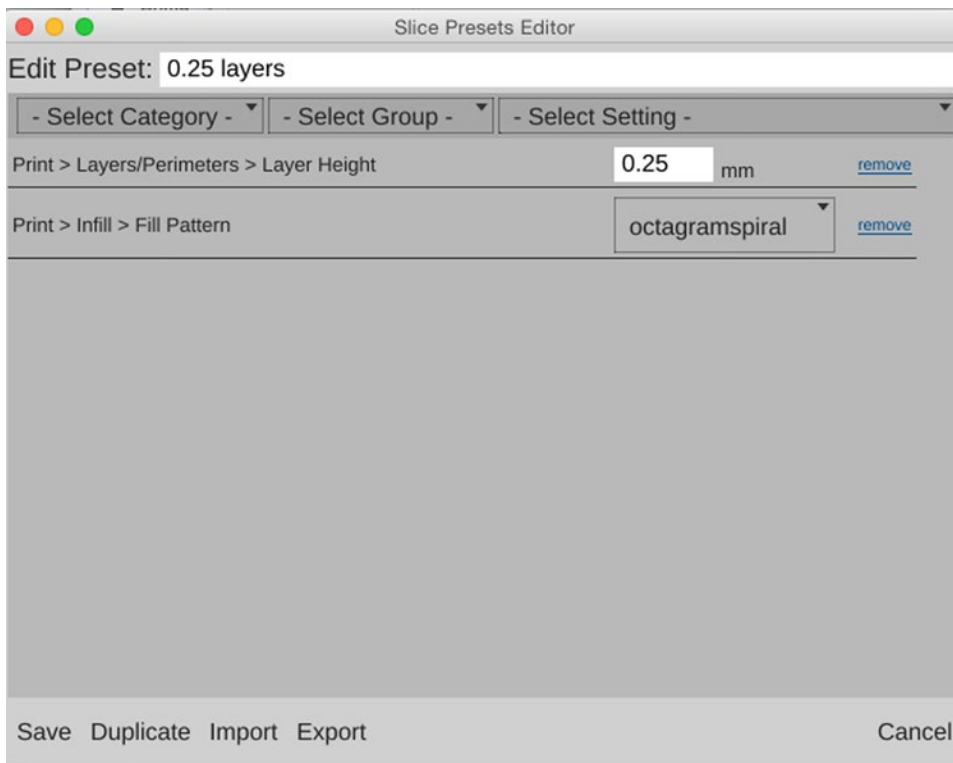 Slice Presets Editor
Edit Preset: 0.25 layers
- Select Category - - Select Group - - Select Setting -
Print > Layers/Perimeters > Layer Height 0.25 mm remove
Print > Infill > Fill Pattern octagramspiral remove
Save Duplicate Import Export Cancel